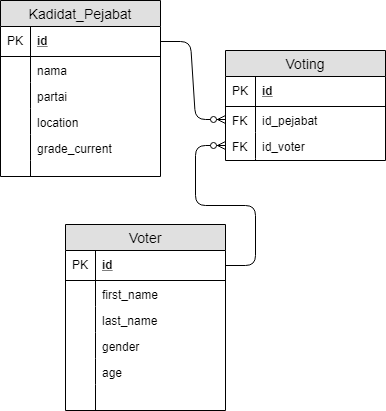 Kadidat_Pejabat
PK id
nama
partai
location
grade_current
Voting
PK id
FK id_pejabat
FK id_voter
Voter
PK id
first_name
last_name
gender
age